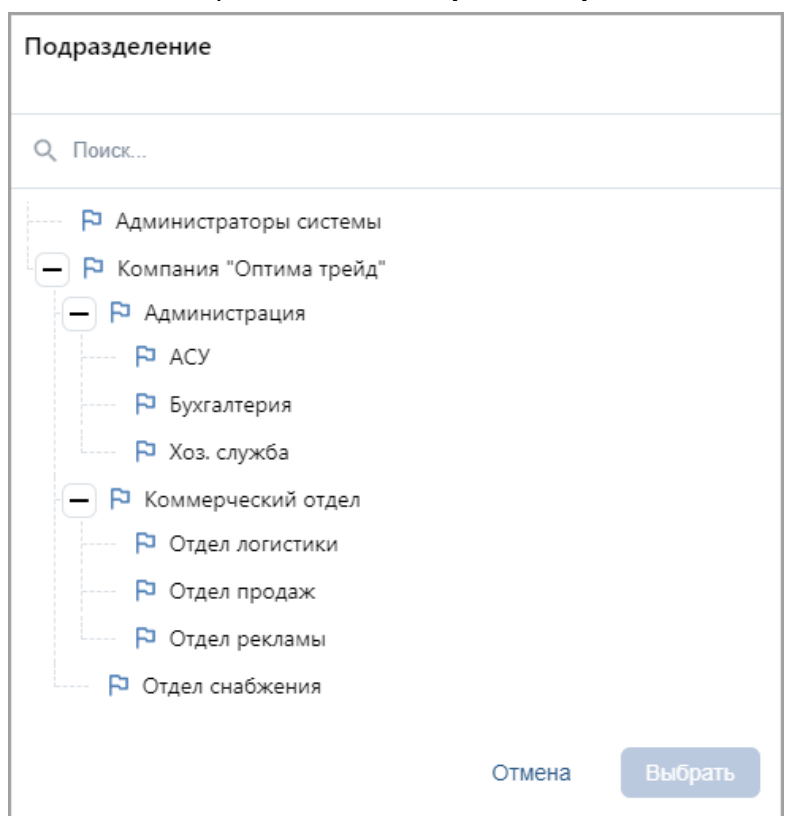 Подразделение
Поиск...
Администраторы системы
Компания "Оптима трейд"
Администрация
АСУ
Бухгалтерия
Хоз. служба
Коммерческий отдел
Отдел логистики
Отдел продаж
Отдел рекламы
Отдел снабжения
Отмена Выбрать